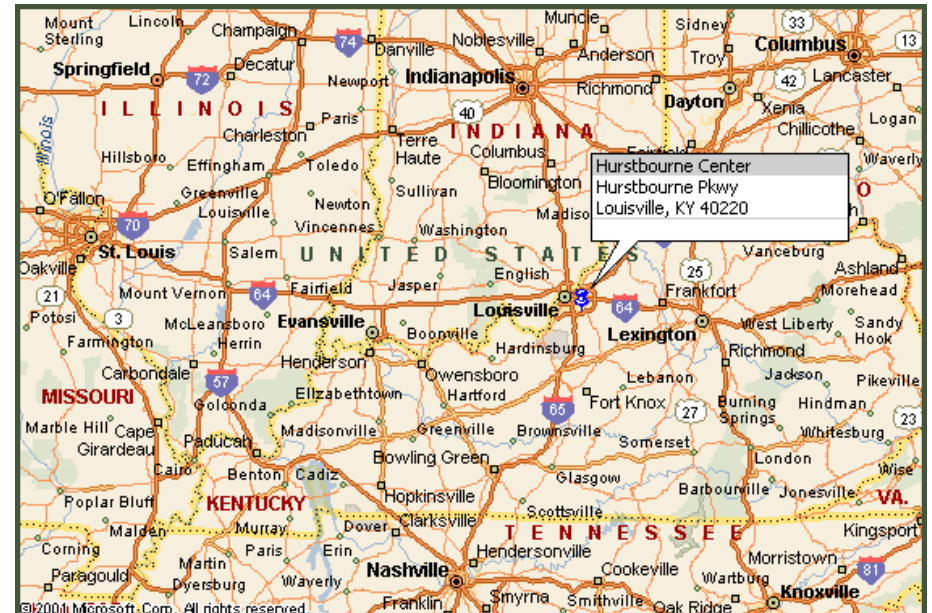 Mount Sterling
Lincoln
Champaign
74
Danville
Noblesville
Muncie
Anderson
Sidney
33
Columbus
13
Troy
Springfield
72
Decatur
Newport
Indianapolis
Richmond
42
Lancaster
Dayton
ILLINOIS
Paris
40
INDIANA
Xenia
Chillicothe
Logan
Illinois
Charleston
Terre Haute
Columbus
Hillsboro
Effingham
Toledo
Waverly
Hurstbourne Center
Hurstbourne Pkwy
Louisville, KY 40220
Bloomington
Sullivan
Greenville
O'Fallon
Louisville
Newton
70
Vincennes
Washington
St. Louis
Salem
UNITED STATES
Vanceburg
Oakville
English
25
Ashland
21
Mount Vernon
64
Fairfield
Jasper
Frankfort
Morehead
Potosi
3
Louisville
64
McLeansboro
Evansville
Boonville
Lexington
West Liberty
Sandy Hook
Farmington
Herrin
Hardinsburg
Henderson
Richmond
Carbondale
57
Owensboro
Lebanon
Jackson
Pikeville
MISSOURI
Golconda
Elizabethtown
Hartford
65
Fort Knox
27
Burning Springs
Hindman
23
Marble Hill
Cape Girardeau
Paducah
Madisonville
Greenville
Brownsville
Somerset
Whitesburg
Cairo
Benton
Cadiz
Bowling Green
Glasgow
London
Wise
Poplar Bluff
KENTUCKY
Hopkinsville
Barbourville
Jonesville
VA.
Scottsville
Malden
Murray
Dover
Clarksville
TENNESSEE
Kingsport
Corning
Paris
Erin
Hendersonville
Martin
Nashville
Cookeville
Morristown
81
Paragould
Dyersburg
Waverly
Wartburg
Knoxville
Franklin
Smyrna
Smithville
Oak Ridge
©2001 Microsoft Corp. All rights reserved.